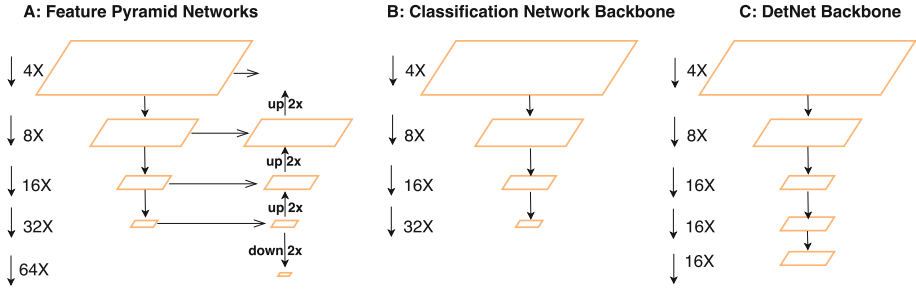 A: Feature Pyramid Networks
4X
8X
16X
32X
64X
up 2x
up 2x
up 2x
down 2x
B: Classification Network Backbone
4X
8X
16X
32X
C: DetNet Backbone
4X
8X
16X
16X
16X